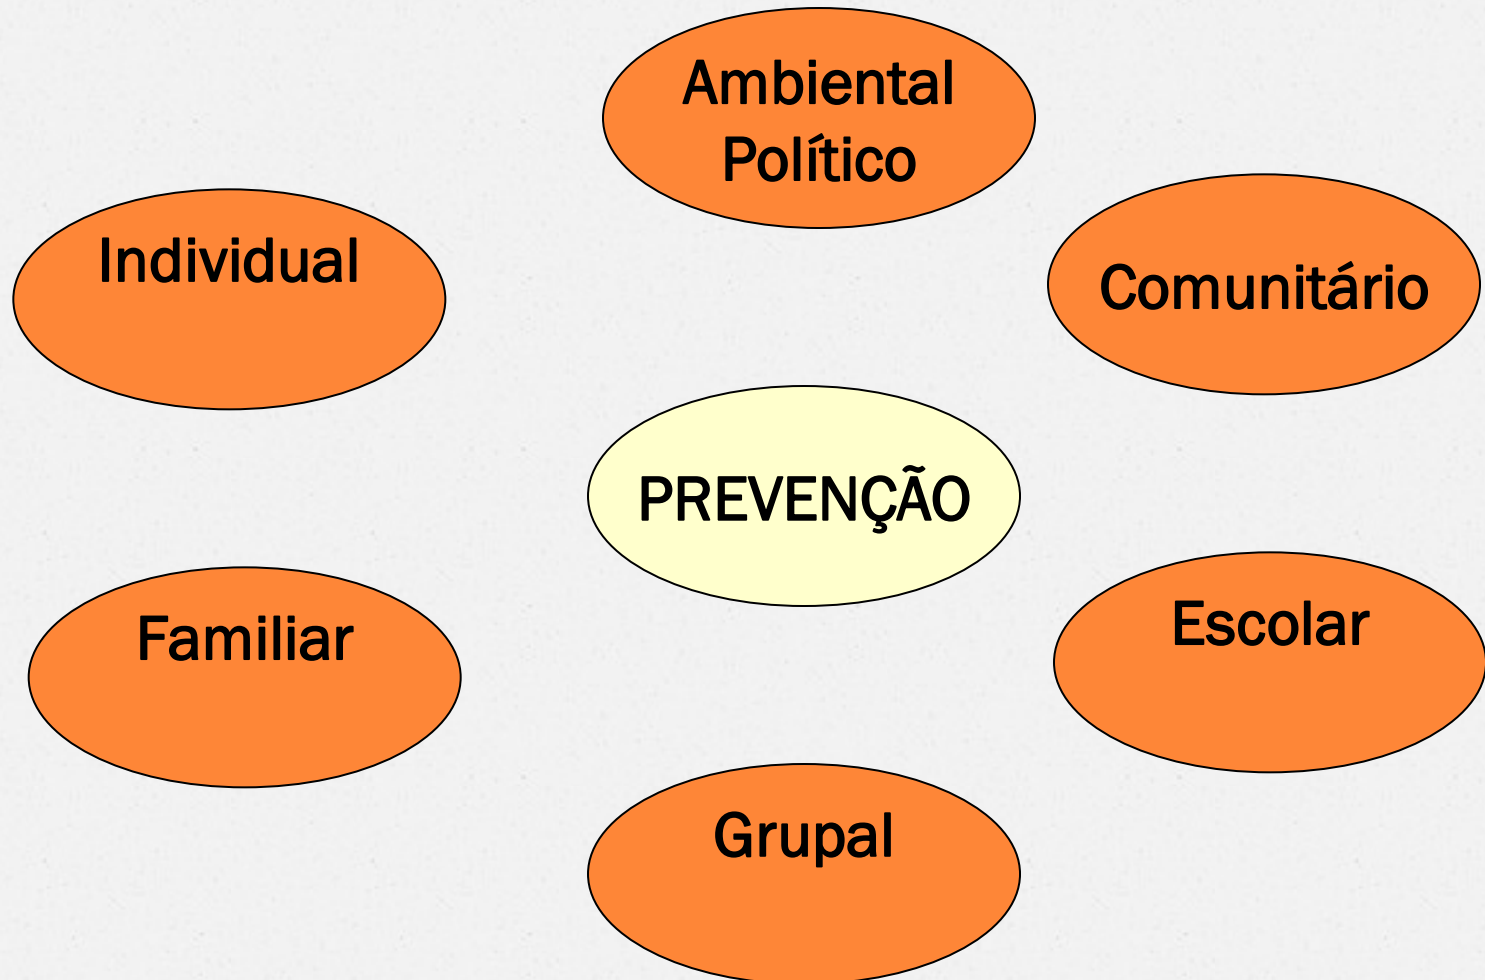 Ambiental
Político
Individual
Comunitário
PREVENÇÃO
Familiar
Escolar
Grupal